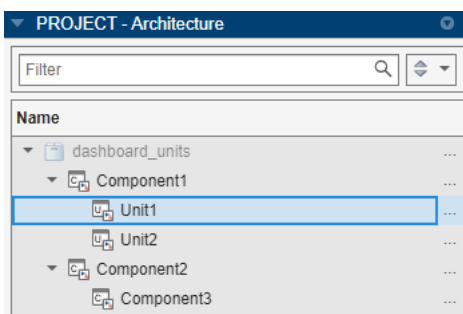 PROJECT - Architecture
Filter
Name
dashboard_units
...
Component1
...
Unit1
...
Unit2
...
Component2
...
Component3
...